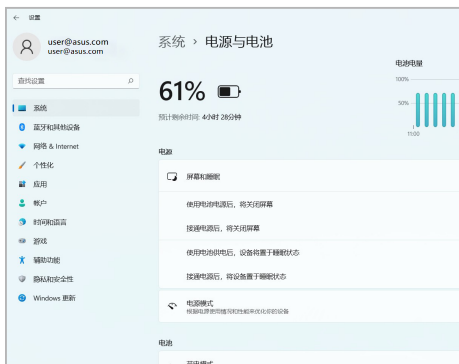 ← 设置
user@asus.com
user@asus.com
查找设置
系统
蓝牙和其他设备
网络 & Internet
个性化
应用
帐户
时间和语言
游戏
辅助功能
隐私和安全性
Windows 更新
系统 › 电源与电池
61%
预计剩余时间: 4小时 28分钟
电池电量
100%
50%
11:00
电源
屏幕和睡眠
使用电池电源后，将关闭屏幕
接通电源后，将关闭屏幕
使用电池供电后，设备将置于睡眠状态
接通电源后，将设备置于睡眠状态
电源模式
根据电源使用情况和性能来优化你的设备
电池
节电模式